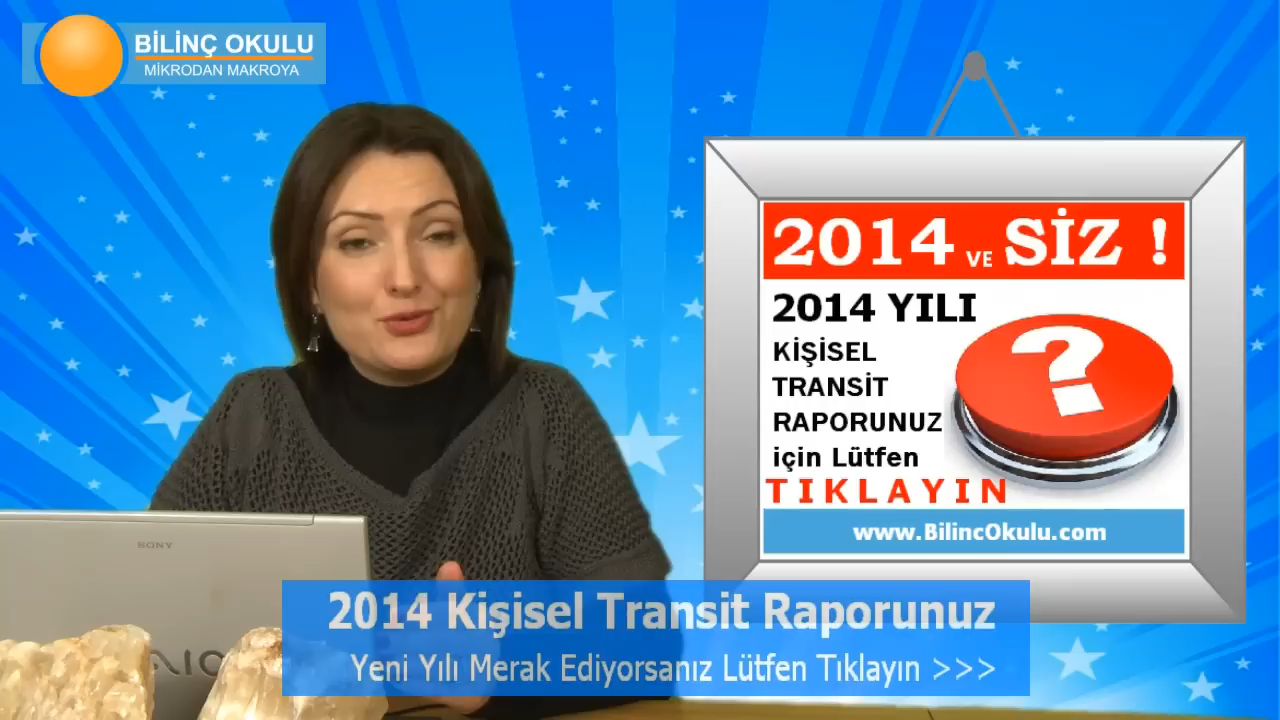 BİLİNÇ OKULU
MİKRODAN MAKROYA
2014 VE SİZ !
2014 YILI
KİŞİSEL
TRANSİT
RAPORUNUZ
için Lütfen
TIKLAYIN
www.BilincOkulu.com
SONY
VAIO
2014 Kişisel Transit Raporunuz
Yeni Yılı Merak Ediyorsanız Lütfen Tıklayın >>>